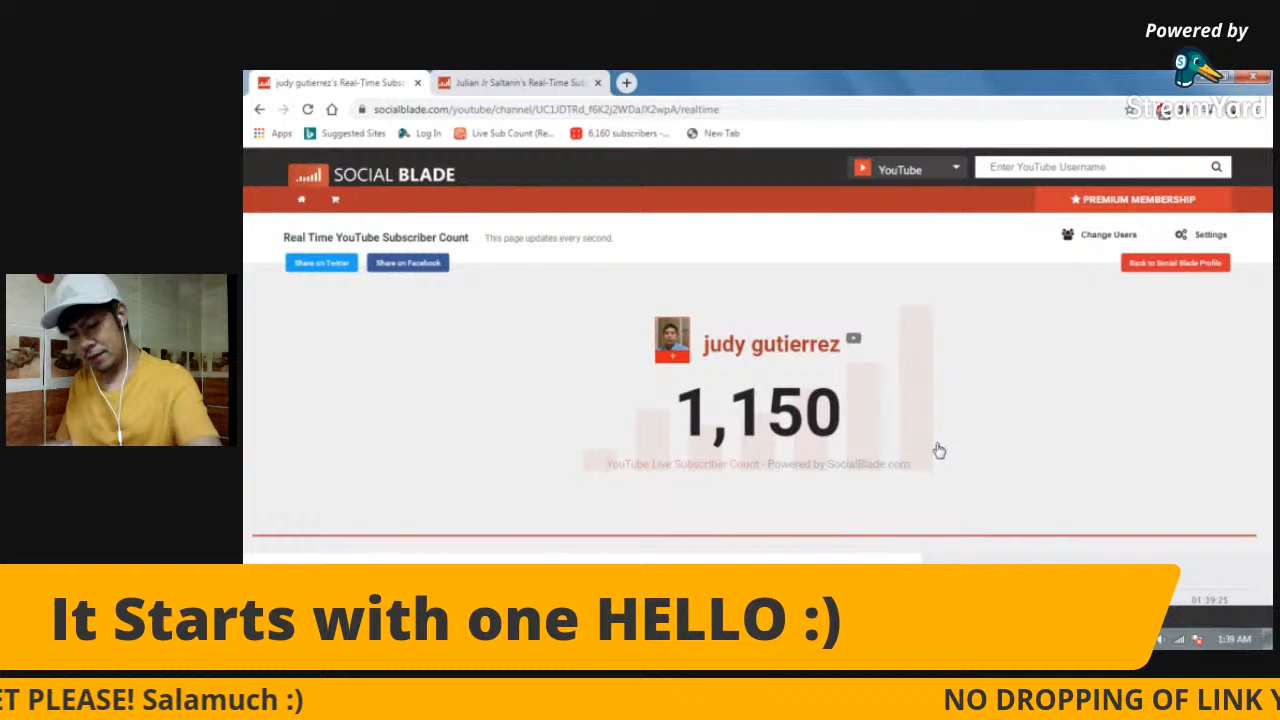 Powered by
StreamYard
judy gutierrez's Real-Time Subsc
Julian Jr Saltarin's Real-Time Sub
socialblade.com/youtube/channel/UC1JDTRd_f6K2j2WDaJX2wpA/realtime
Apps Suggested Sites Log In Live Sub Count (Re... 6,160 subscribers -... New Tab
SOCIAL BLADE
YouTube
Enter YouTube Username
PREMIUM MEMBERSHIP
Real Time YouTube Subscriber Count This page updates every second.
Change Users Settings
Share on Twitter Share on Facebook
Back to Social Blade Profile
judy gutierrez
1,150
YouTube Live Subscriber Count - Powered by SocialBlade.com
01:39:25
1:39 AM
It Starts with one HELLO :)
ET PLEASE! Salamuch :) NO DROPPING OF LINK Y